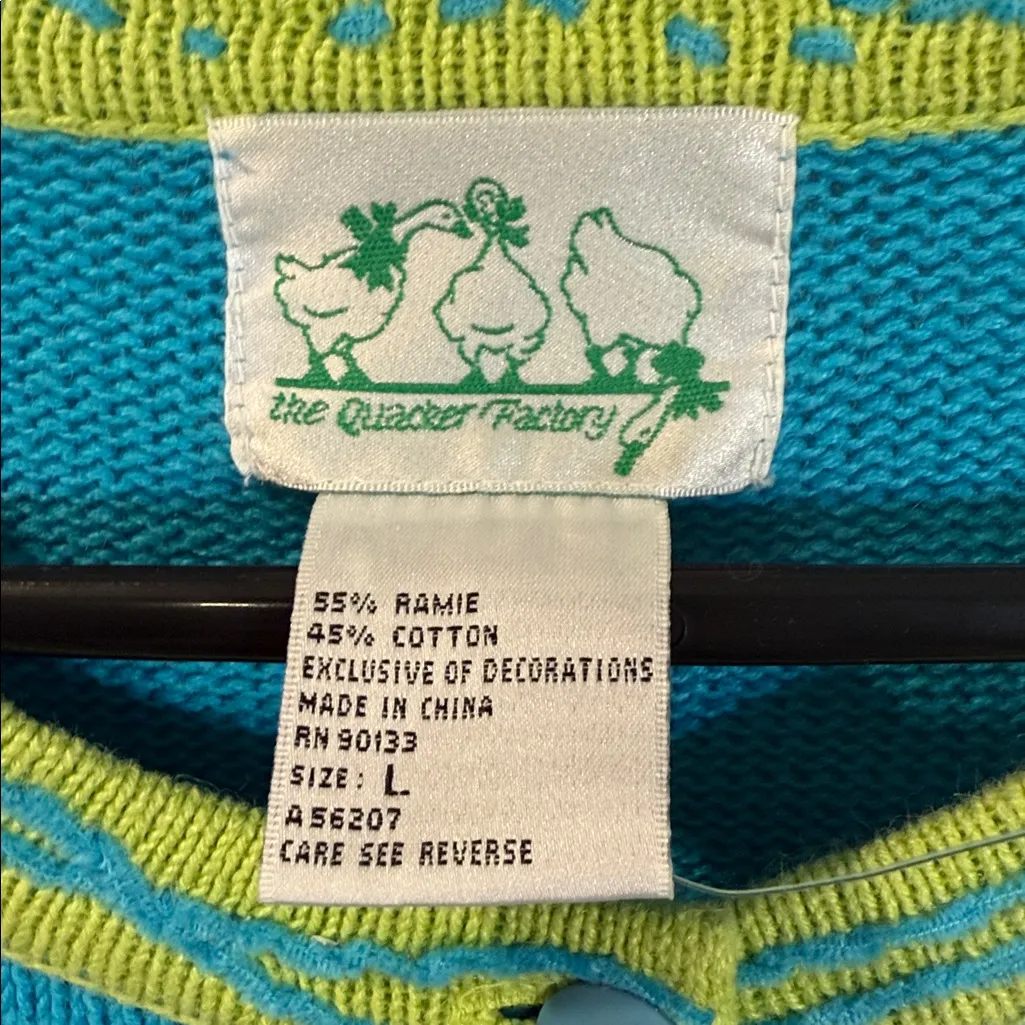 the Quacker Factory
55% RAMIE
45% COTTON
EXCLUSIVE OF DECORATIONS
MADE IN CHINA
RN 90133
SIZE: L
A56207
CARE SEE REVERSE